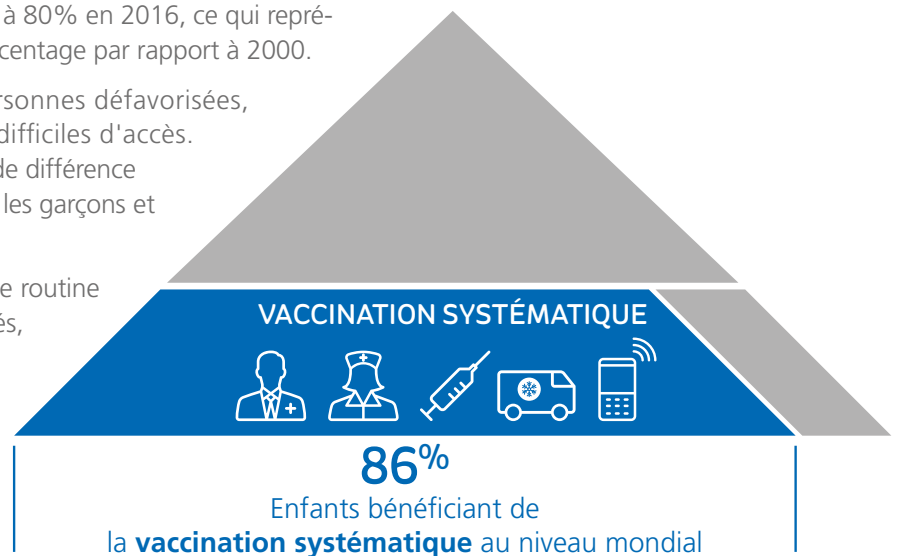 à 80% en 2016, ce qui repré-
centage par rapport à 2000.
rsonnes défavorisées,
difficiles d'accès.
de différence
les garçons et
e routine
és,
VACCINATION SYSTÉMATIQUE
86%
Enfants bénéficiant de
la vaccination systématique au niveau mondial